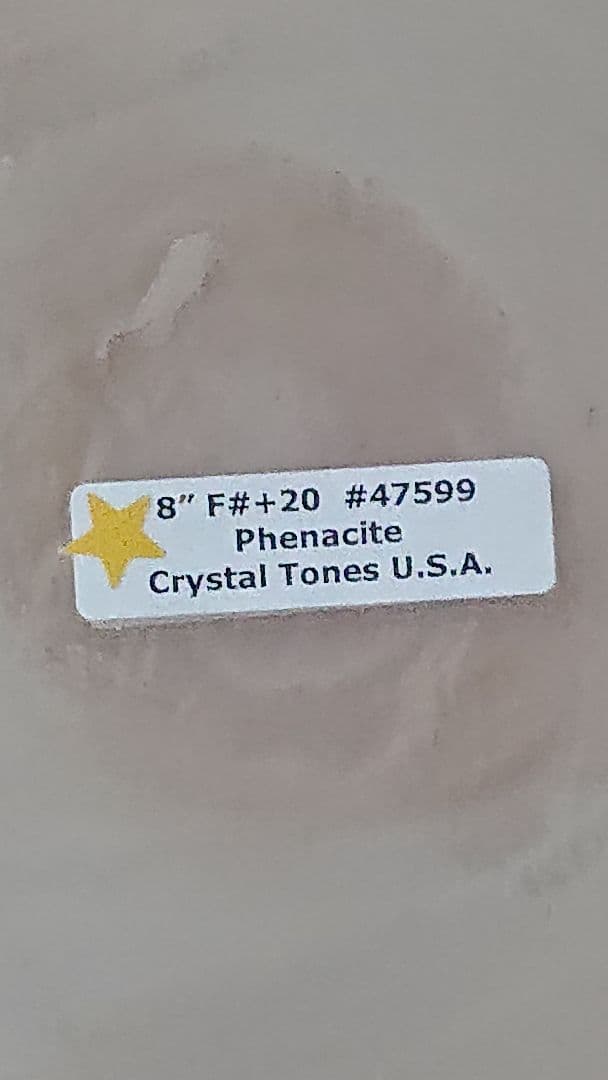 8" F#+20 #47599
Phenacite
Crystal Tones U.S.A.